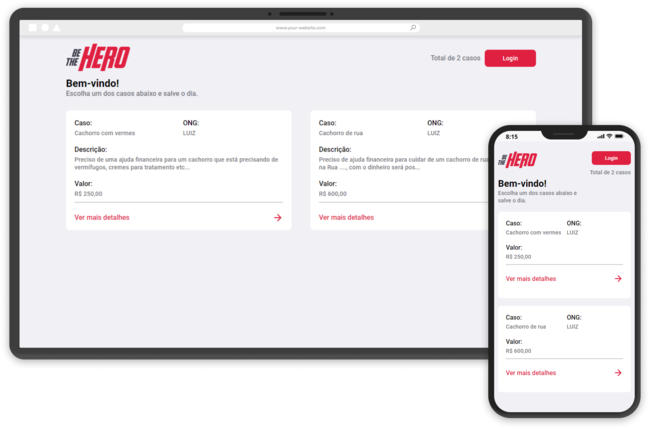 www.your-website.com
BE THE HERO
Total de 2 casos
Login
Bem-vindo!
Escolha um dos casos abaixo e salve o dia.
Caso:
ONG:
Cachorro com vermes
LUIZ
Descrição:
Preciso de uma ajuda financeira para um cachorro que está precisando de
vermífugos, cremes para tratamento etc...
Valor:
R$ 250,00
Ver mais detalhes
Caso:
ONG:
Cachorro de rua
LUIZ
Descrição:
Preciso de ajuda financeira para cuidar de um cachorro de rua
na Rua ...., com o dinheiro será pos...
Valor:
R$ 600,00
Ver mais detalhes
8:15
BE THE HERO
Login
Total de 2 casos
Bem-vindo!
Escolha um dos casos abaixo e
salve o dia.
Caso:
ONG:
Cachorro com vermes
LUIZ
Valor:
R$ 250,00
Ver mais detalhes
Caso:
ONG:
Cachorro de rua
LUIZ
Valor:
R$ 600,00
Ver mais detalhes